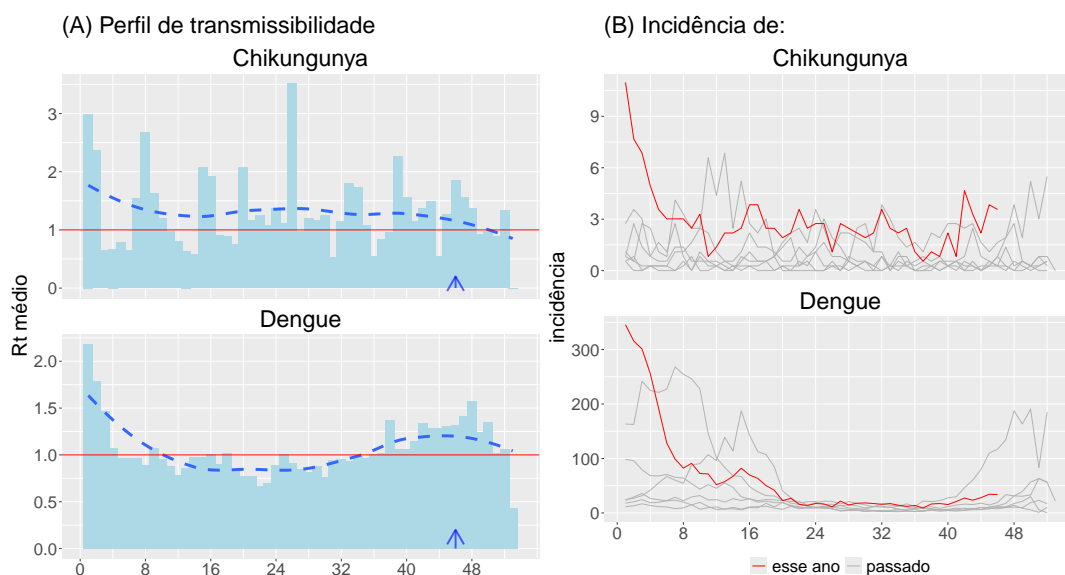 (A) Perfil de transmissibilidade
Chikungunya
3
2
1
0
Dengue
2.0
1.5
1.0
0.5
0.0
0 8 16 24 32 40 48
Rt médio
(B) Incidência de:
Chikungunya
9
6
3
0
Dengue
300
200
100
0
0 8 16 24 32 40 48
incidência
esse ano passado